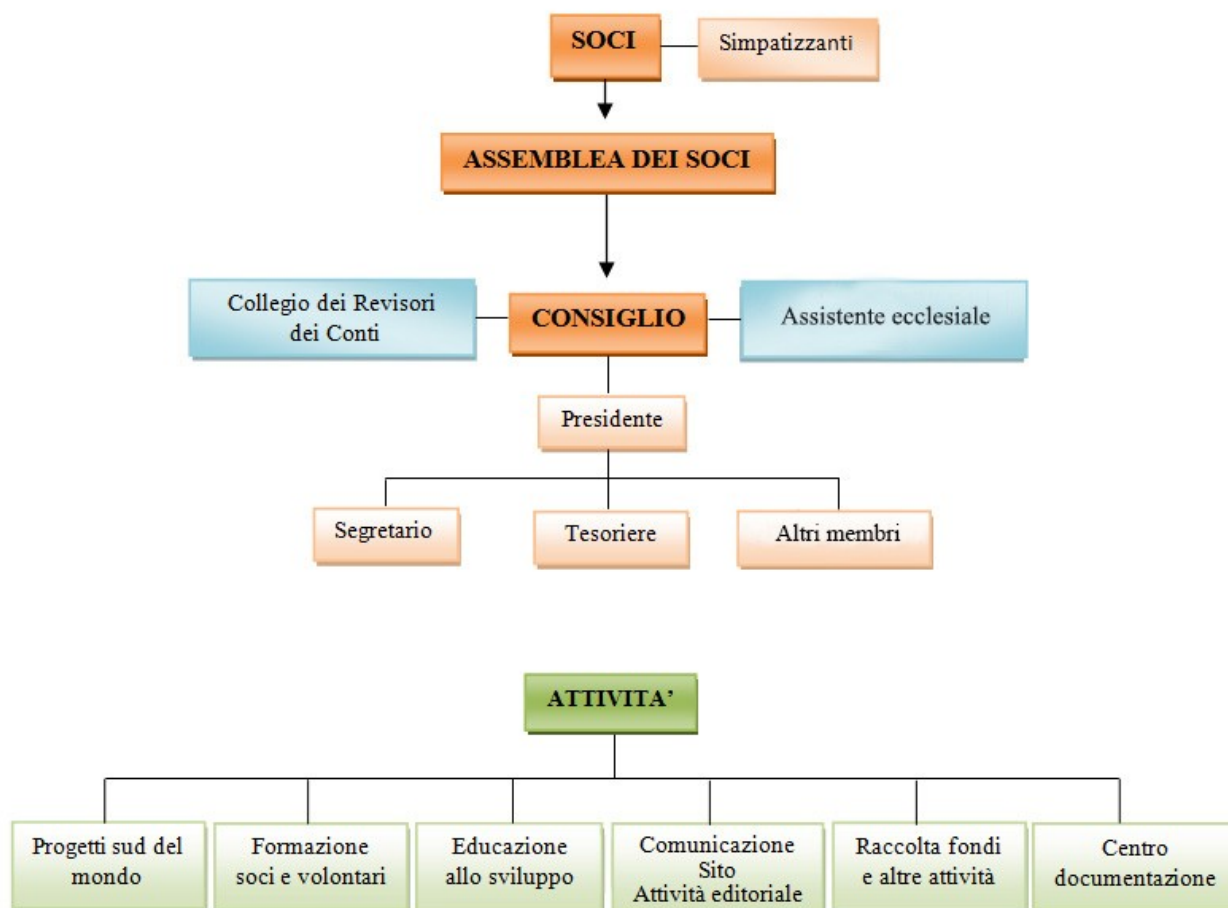 SOCI
Simpatizzanti
ASSEMBLEA DEI SOCI
Collegio dei Revisori
dei Conti
CONSIGLIO
Assistente ecclesiale
Presidente
Segretario
Tesoriere
Altri membri
ATTIVITA’
Progetti sud del
mondo
Formazione
soci e volontari
Educazione
allo sviluppo
Comunicazione
Sito
Attività editoriale
Raccolta fondi
e altre attività
Centro
documentazione